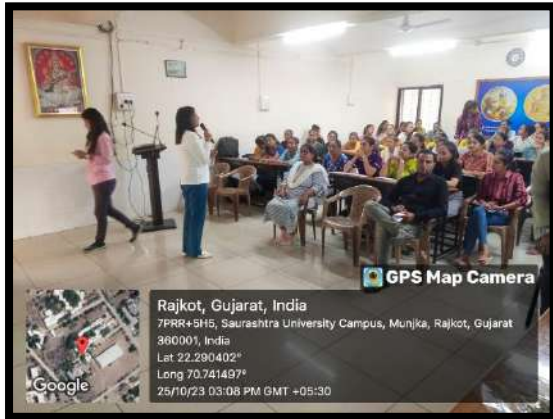 GPS Map Camera
Rajkot, Gujarat, India
7PRR+5H5, Saurashtra University Campus, Munjka, Rajkot, Gujarat
360001, India
Lat 22.290402°
Long 70.741497°
25/10/23 03:08 PM GMT +05:30
Google